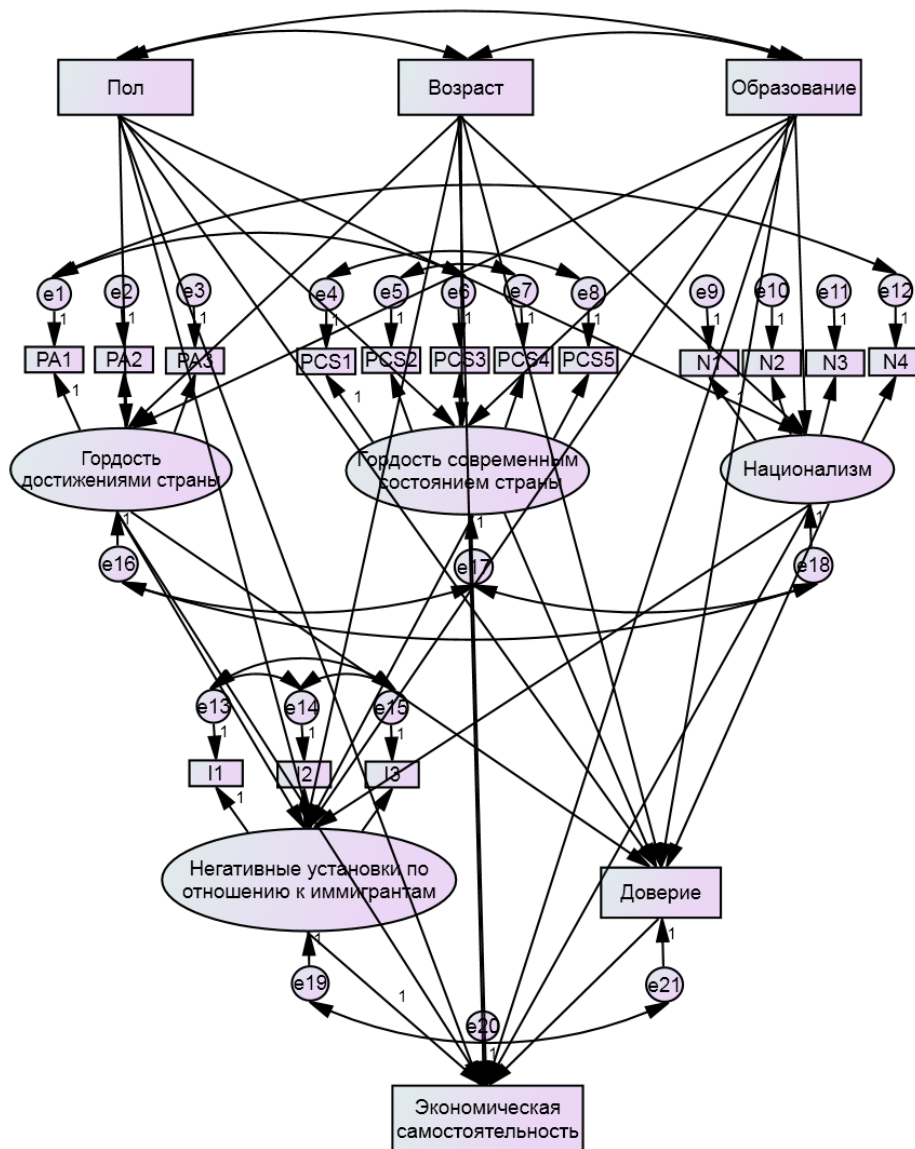 Пол
Возраст
Образование
e1
e2
e3
e4
e5
e6
e7
e8
e9
e10
e11
e12
1
1
1
1
1
1
1
1
1
1
1
1
PA1
PA2
PA3
PCS1
PCS2
PCS3
PCS4
PCS5
N1
N2
N3
N4
1
1
1
Гордость
достижениями страны
Гордость современным
состоянием страны
Национализм
1
1
1
e16
e17
e18
e13
e14
e15
1
1
1
I1
I2
I3
1
Негативные установки по
отношению к иммигрантам
Доверие
1
1
e19
e21
1
e20
1
Экономическая
самостоятельность